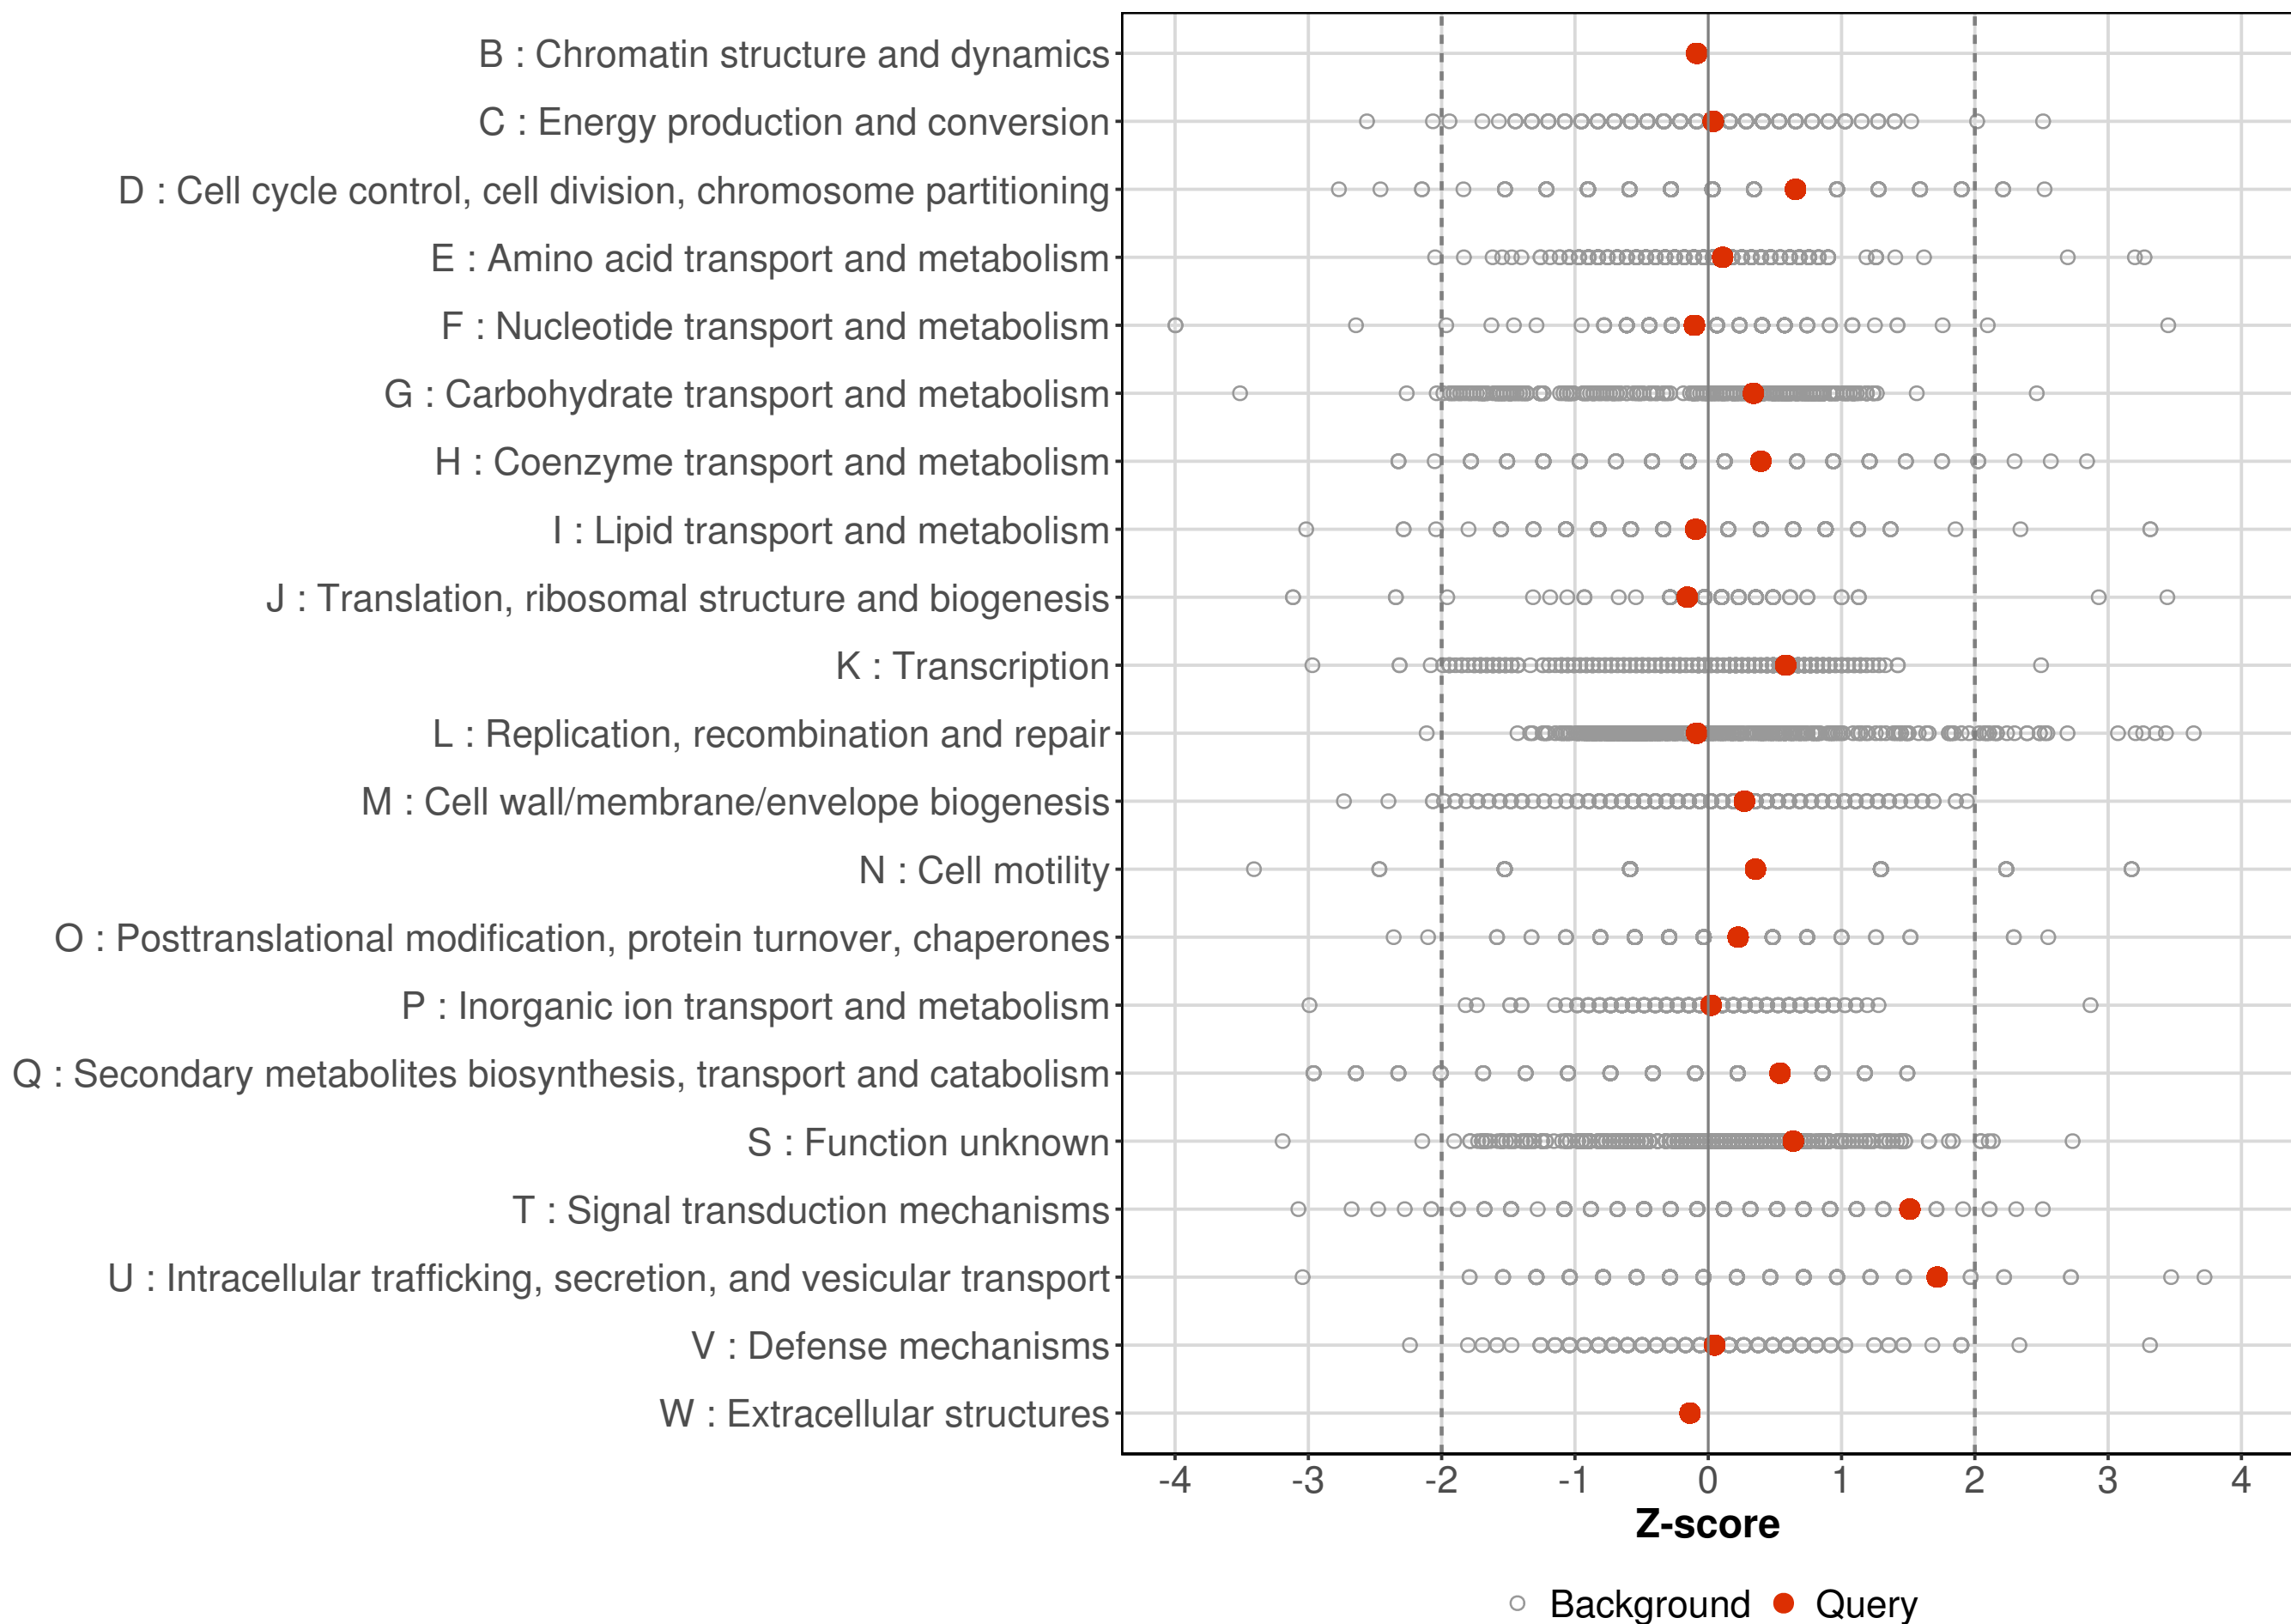 B : Chromatin structure and dynamics
C : Energy production and conversion
D : Cell cycle control, cell division, chromosome partitioning
E : Amino acid transport and metabolism
F : Nucleotide transport and metabolism
G : Carbohydrate transport and metabolism
H : Coenzyme transport and metabolism
I : Lipid transport and metabolism
J : Translation, ribosomal structure and biogenesis
K : Transcription
L : Replication, recombination and repair
M : Cell wall/membrane/envelope biogenesis
N : Cell motility
O : Posttranslational modification, protein turnover, chaperones
P : Inorganic ion transport and metabolism
Q : Secondary metabolites biosynthesis, transport and catabolism
S : Function unknown
T : Signal transduction mechanisms
U : Intracellular trafficking, secretion, and vesicular transport
V : Defense mechanisms
W : Extracellular structures
-4 -3 -2 -1 0 1 2 3 4
Z-score
Background Query